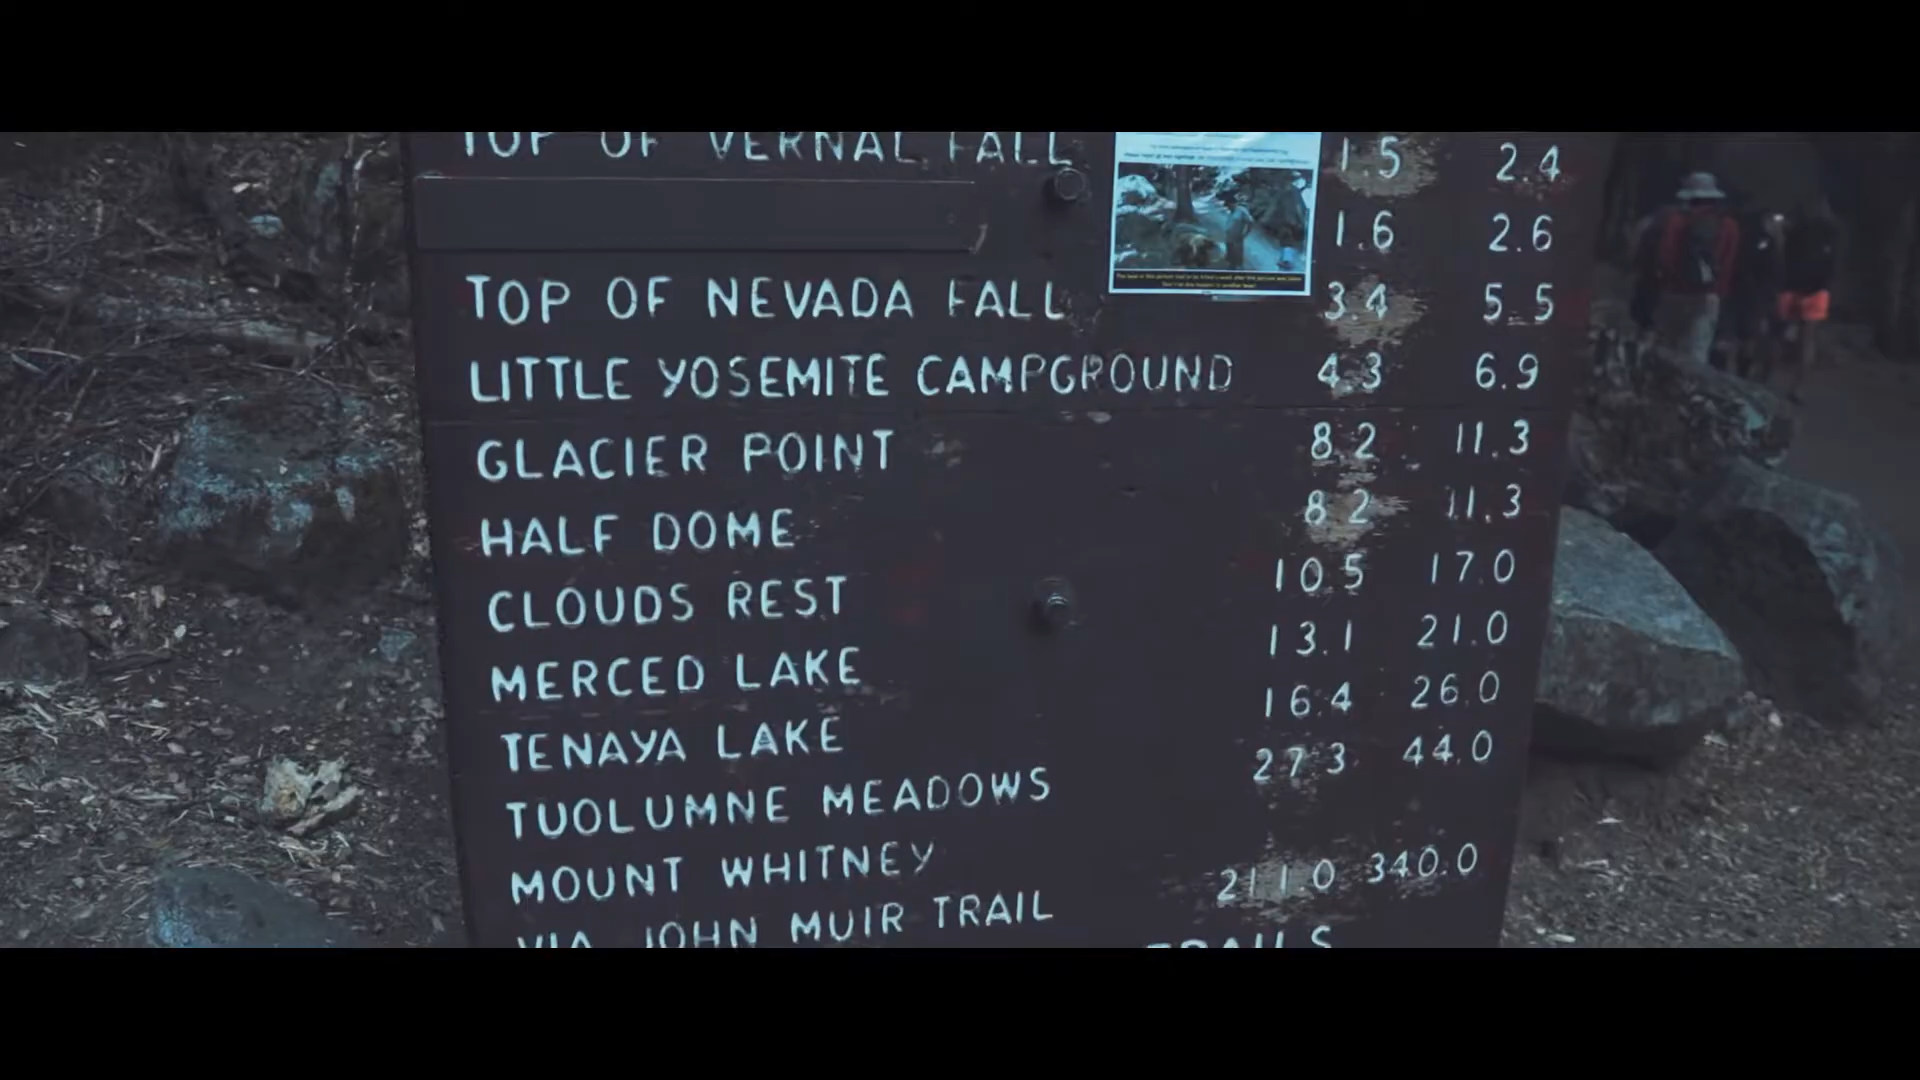 TOP OF VERNAL FALL 1.5 2.4
1.6 2.6
TOP OF NEVADA FALL 3.4 5.5
LITTLE YOSEMITE CAMPGROUND 4.3 6.9
GLACIER POINT 8.2 11.3
HALF DOME 8.2 11.3
CLOUDS REST 10.5 17.0
MERCED LAKE 13.1 21.0
TENAYA LAKE 16.4 26.0
TUOLUMNE MEADOWS 27.3 44.0
MOUNT WHITNEY
VIA JOHN MUIR TRAIL 211.0 340.0
TRAILS